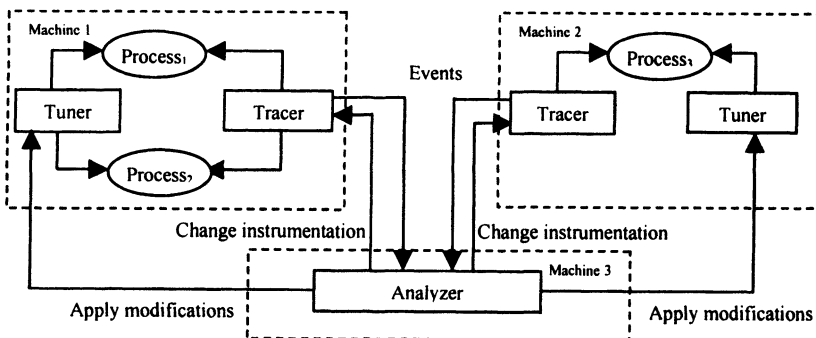 Machine 1
Process₁
Tuner
Tracer
Process₂
Events
Machine 2
Process₃
Tracer
Tuner
Change instrumentation
Change instrumentation
Machine 3
Analyzer
Apply modifications
Apply modifications